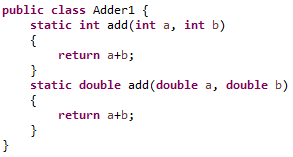 public class Adder1 {
    static int add(int a, int b)
    {
        return a+b;
    }
    static double add(double a, double b)
    {
        return a+b;
    }
}